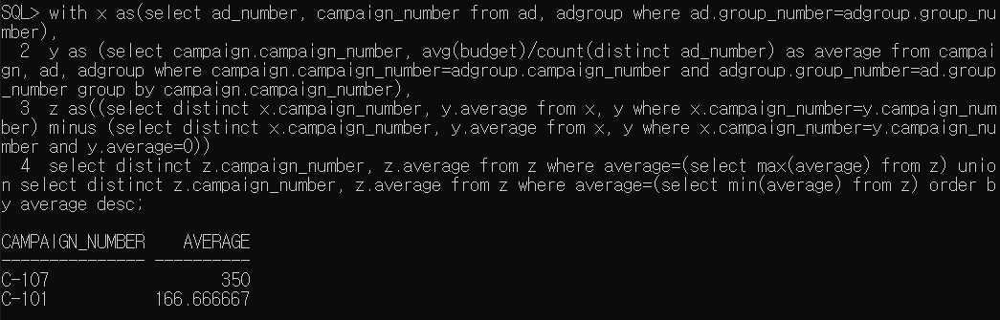 SQL> with x as(select ad_number, campaign_number from ad, adgroup where ad.group_number=adgroup.group_nu
mber),
  2  y as (select campaign.campaign_number, avg(budget)/count(distinct ad_number) as average from campai
gn, ad, adgroup where campaign.campaign_number=adgroup.campaign_number and adgroup.group_number=ad.group
_number group by campaign.campaign_number),
  3  z as((select distinct x.campaign_number, y.average from x, y where x.campaign_number=y.campaign_num
ber) minus (select distinct x.campaign_number, y.average from x, y where x.campaign_number=y.campaign_nu
mber and y.average=0))
  4  select distinct z.campaign_number, z.average from z where average=(select max(average) from z) unio
n select distinct z.campaign_number, z.average from z where average=(select min(average) from z) order b
y average desc;

CAMPAIGN_NUMBER    AVERAGE
--------------- ----------
C-107                  350
C-101           166.666667